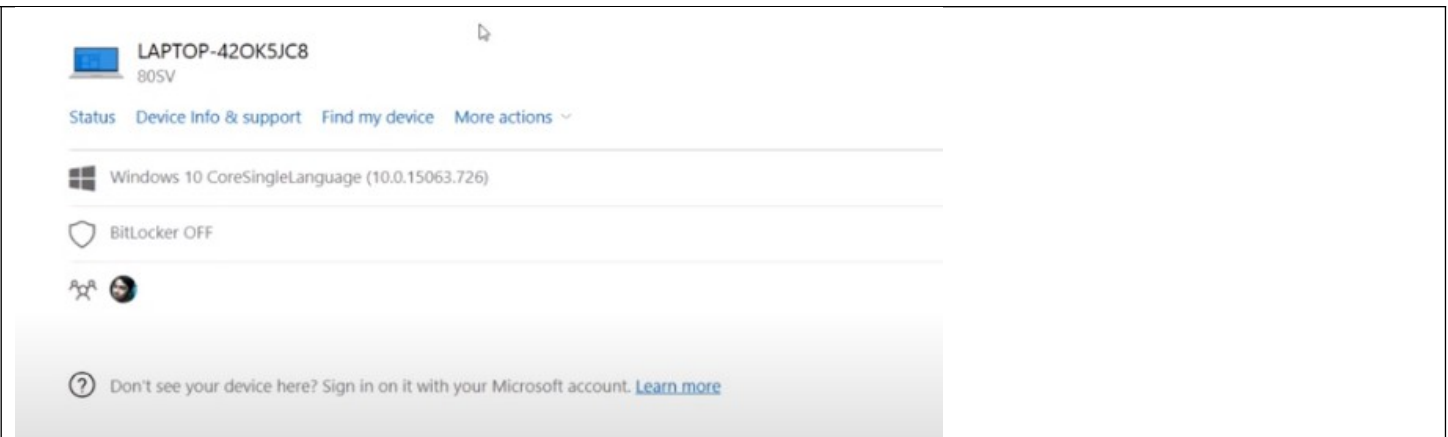 LAPTOP-42OK5JC8
80SV
Status Device Info & support Find my device More actions
Windows 10 CoreSingleLanguage (10.0.15063.726)
BitLocker OFF
Don't see your device here? Sign in on it with your Microsoft account. Learn more